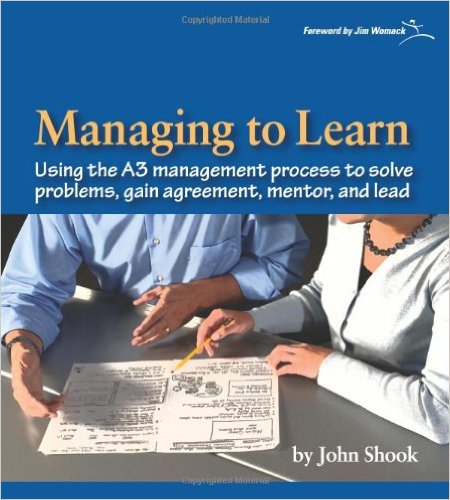 Copyrighted Material
Foreword by Jim Womack
Managing to Learn
Using the A3 management process to solve
problems, gain agreement, mentor, and lead
by John Shook
Copyrighted Material